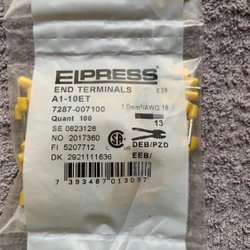 ELPRESS
END TERMINALS E39
A1-10ET
7287-007100 1.0mm²/AWG 18
Quant 100
13
SE 0823128
NO 2017360
FI 5207712 DEB/PZD
DK 2921111636 EEB/
7 393487 013037